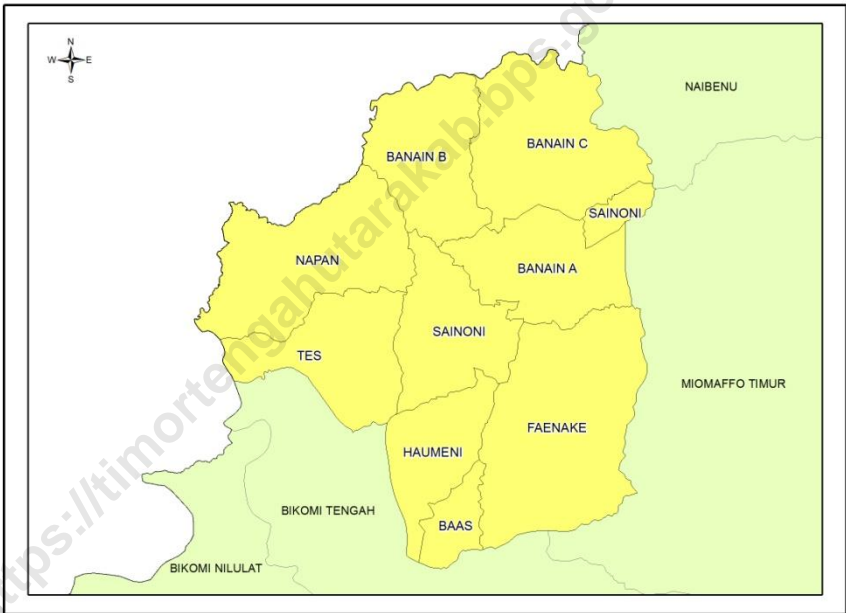 N
W E
S
NAIBENU
BANAIN C
BANAIN B
SAINONI
NAPAN
BANAIN A
SAINONI
TES
MIOMAFFO TIMUR
FAENAKE
HAUMENI
BIKOMI TENGAH
BAAS
BIKOMI NILULAT
https://timortengahutarakab.bps.go